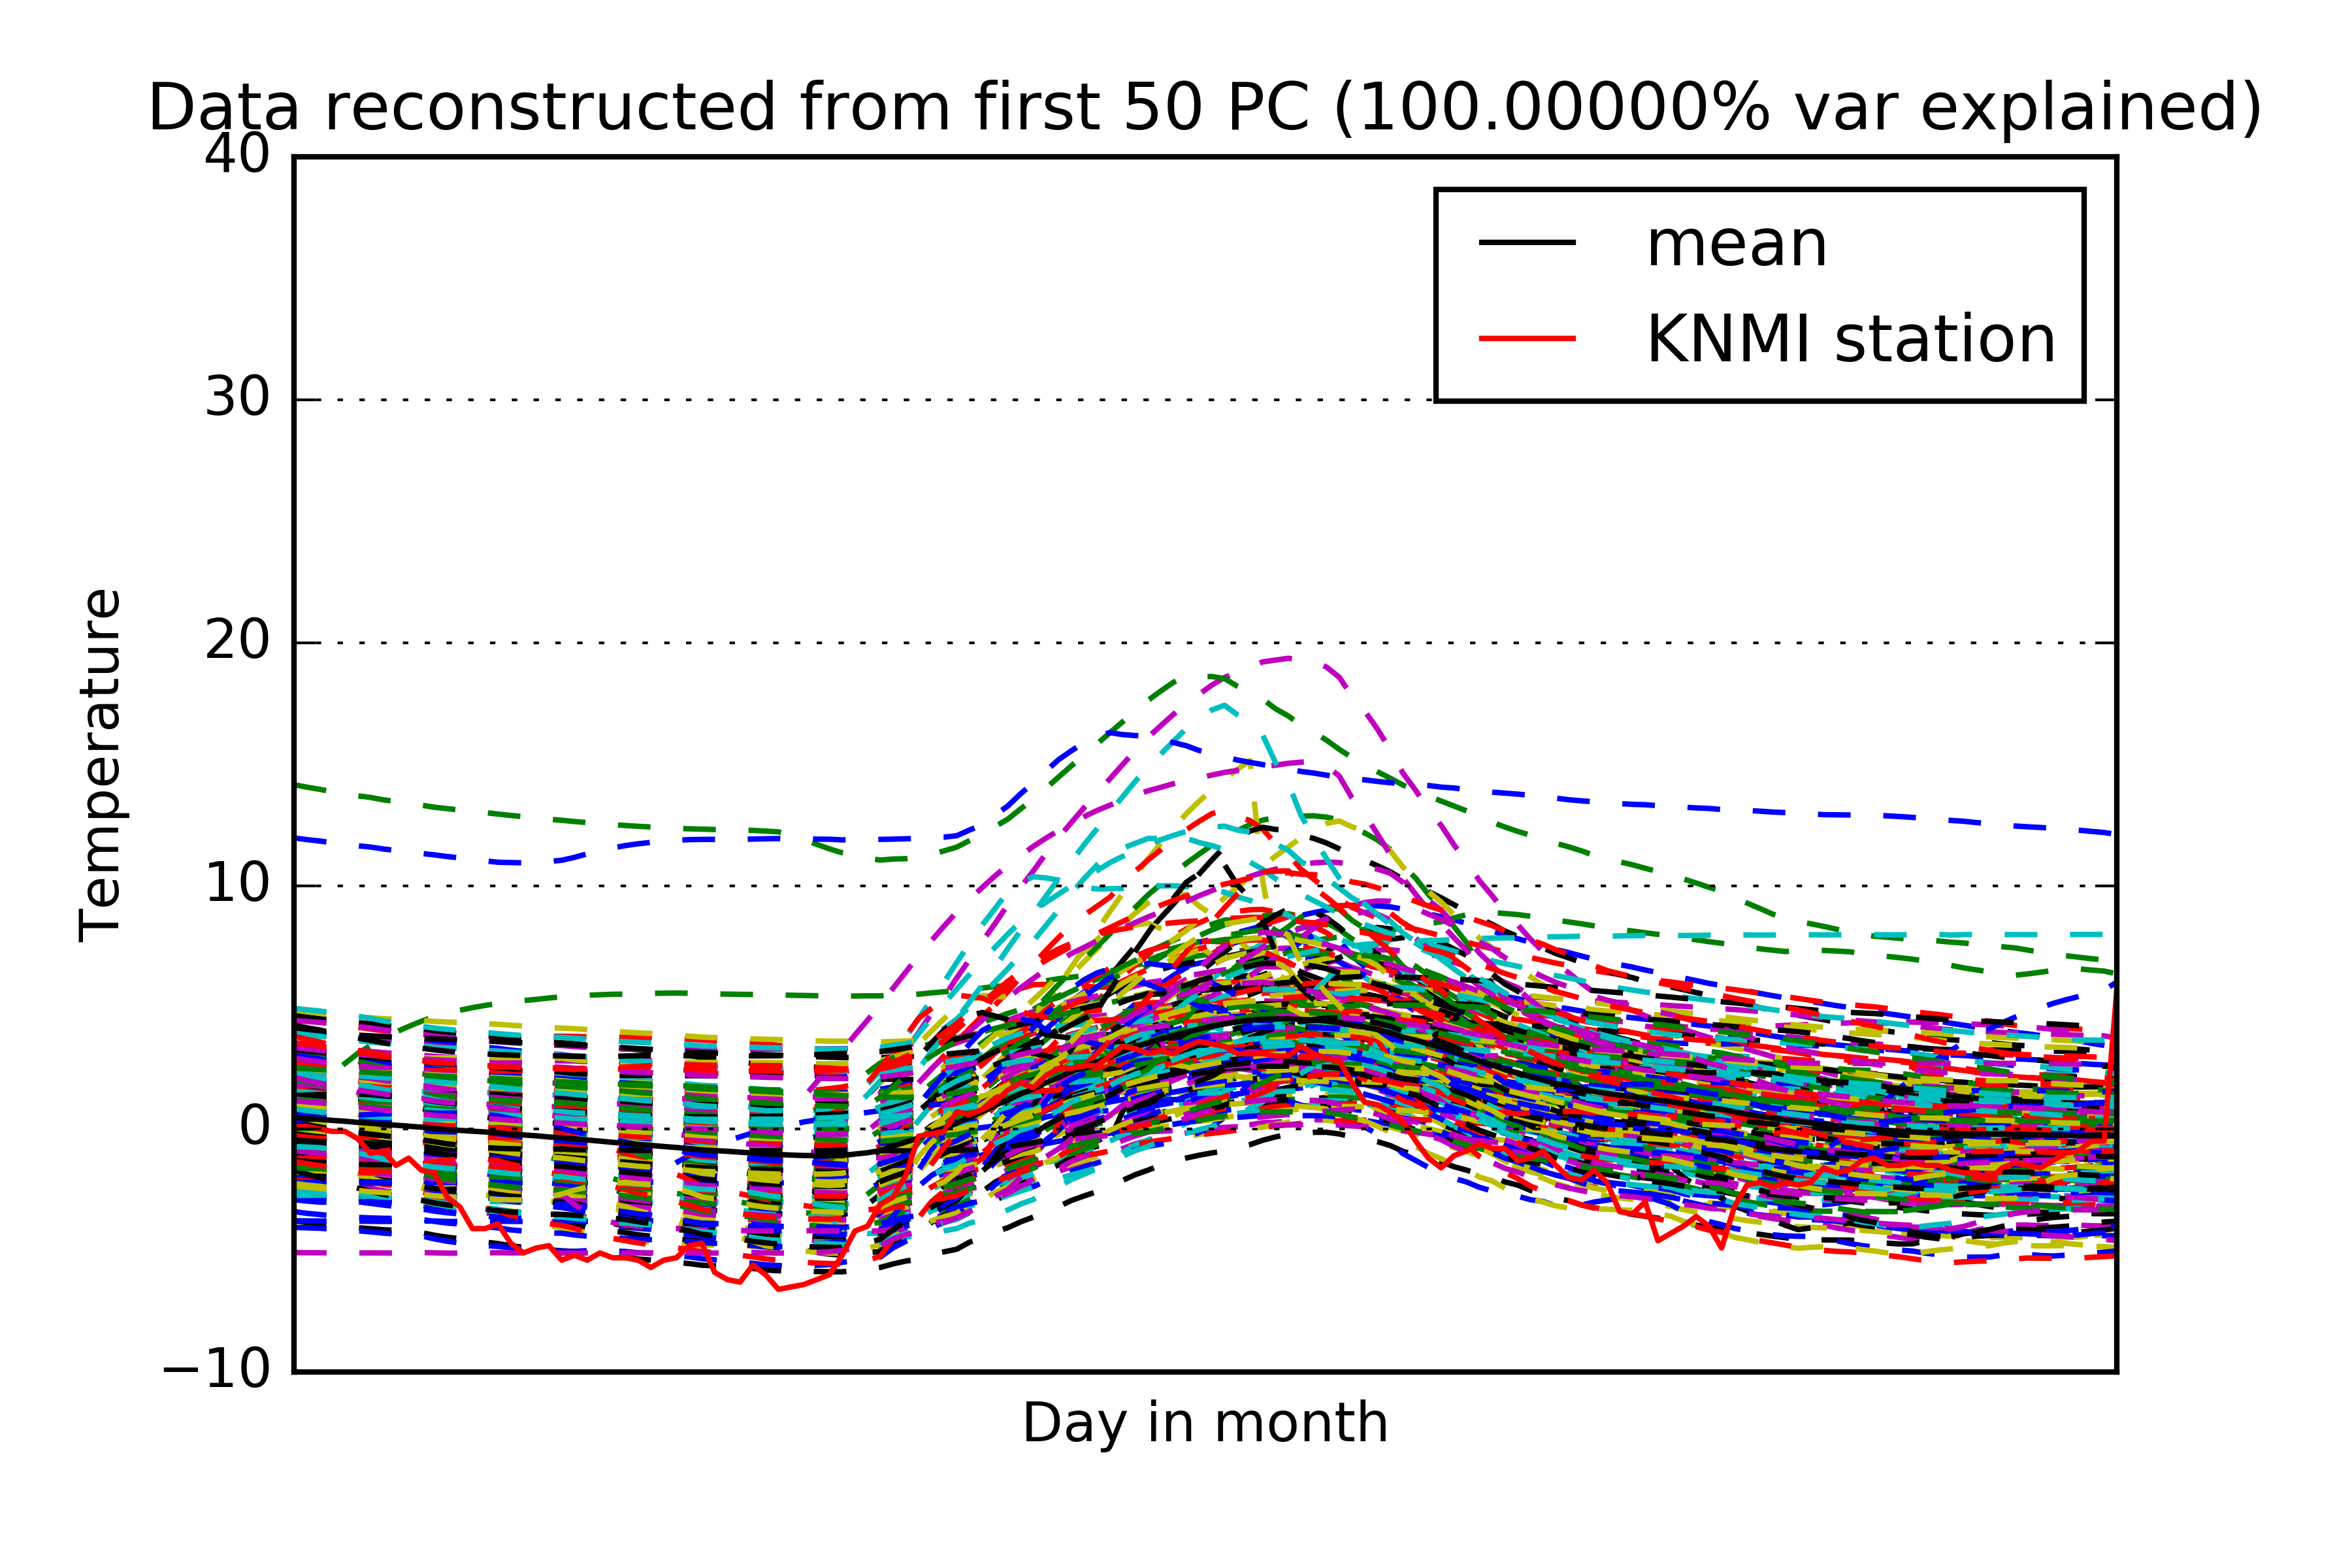 Data reconstructed from first 50 PC (100.00000% var explained)
40
30
20
10
0
−10
Temperature
mean
KNMI station
Day in month